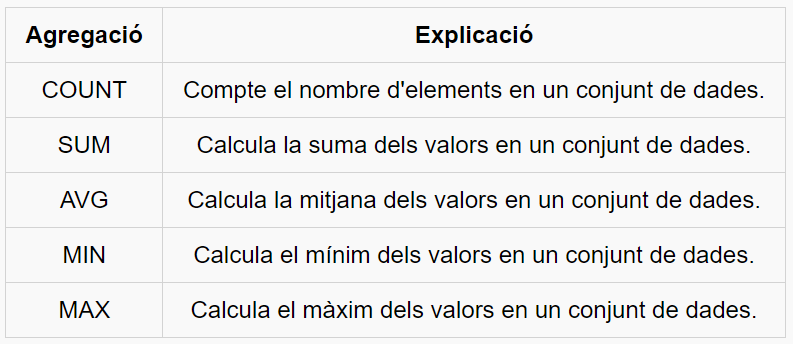 Agregació Explicació
COUNT Compte el nombre d'elements en un conjunt de dades.
SUM Calcula la suma dels valors en un conjunt de dades.
AVG Calcula la mitjana dels valors en un conjunt de dades.
MIN Calcula el mínim dels valors en un conjunt de dades.
MAX Calcula el màxim dels valors en un conjunt de dades.